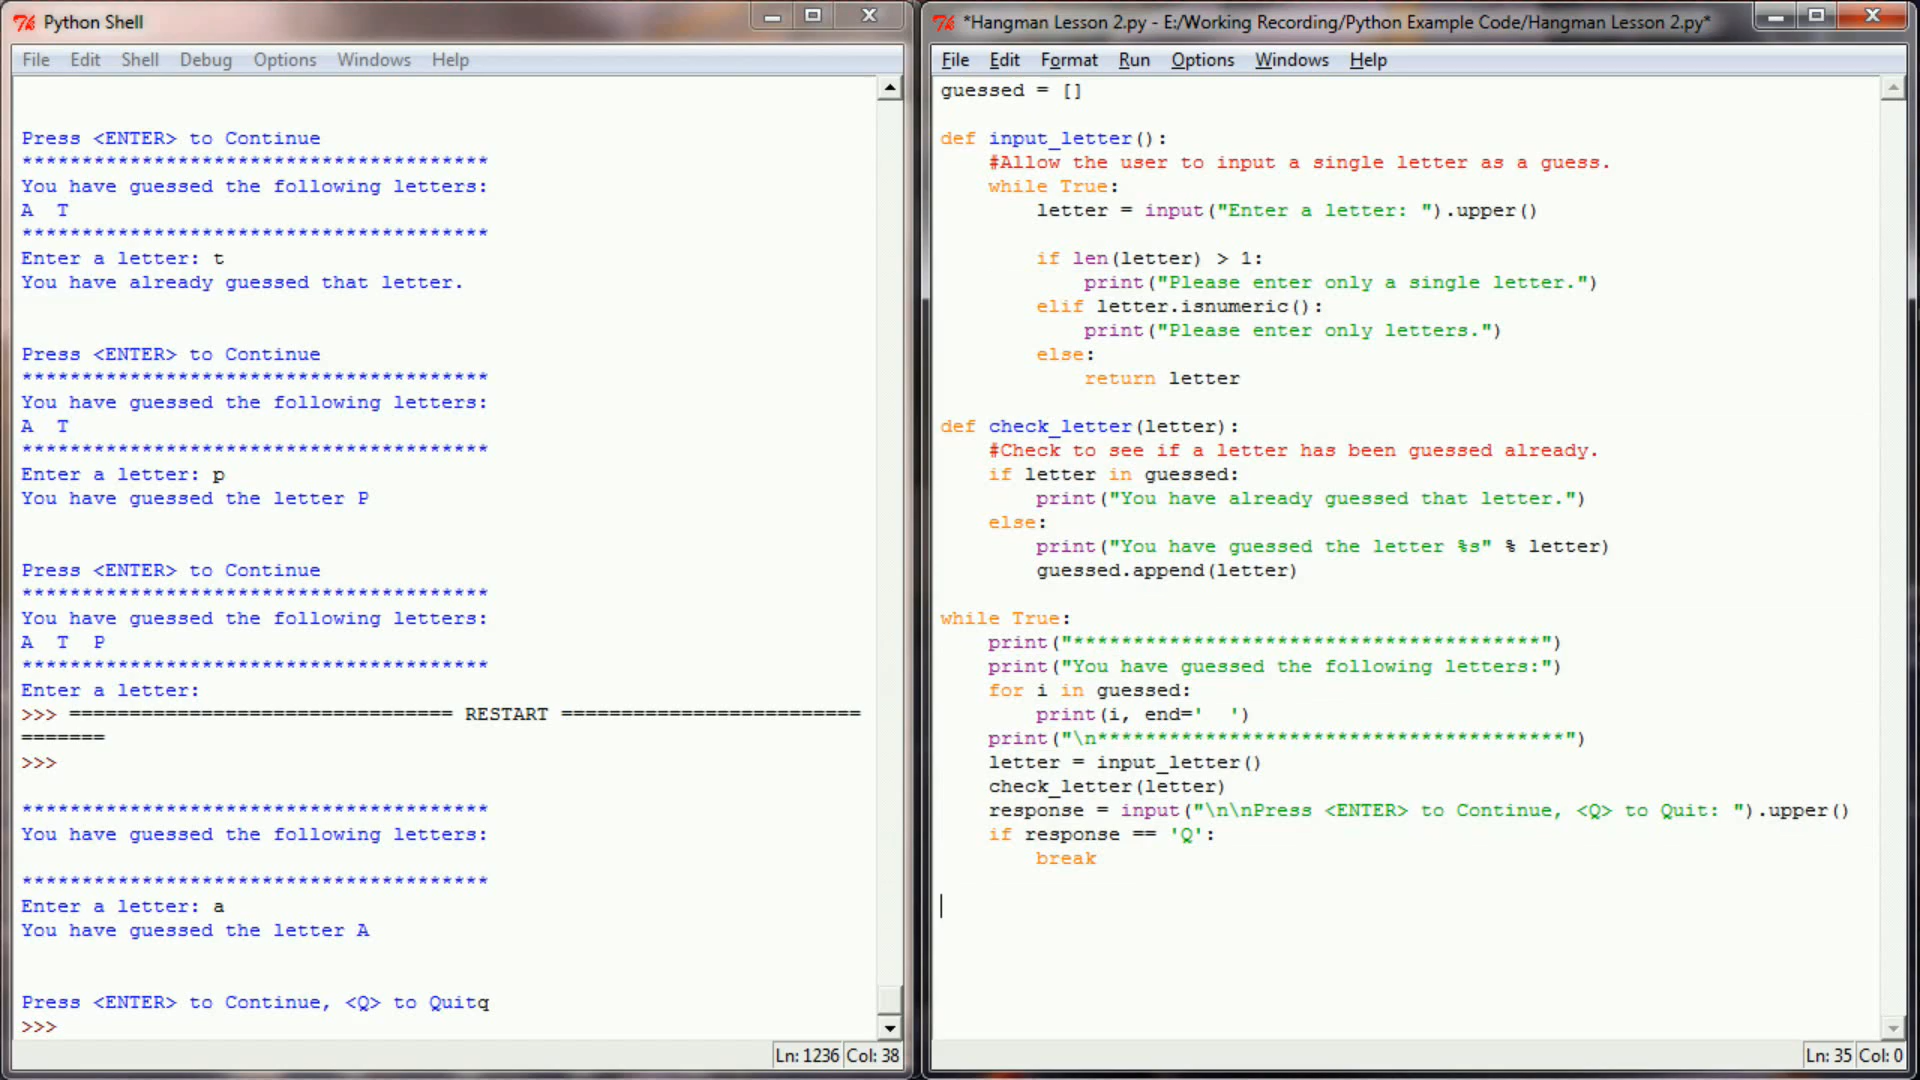 Python Shell
File Edit Shell Debug Options Windows Help
Press <ENTER> to Continue
***************************************
You have guessed the following letters:
A  T
***************************************
Enter a letter: t
You have already guessed that letter.
Press <ENTER> to Continue
***************************************
You have guessed the following letters:
A  T
***************************************
Enter a letter: p
You have guessed the letter P
Press <ENTER> to Continue
***************************************
You have guessed the following letters:
A  T  P
***************************************
Enter a letter:
>>> ================================ RESTART =========================
=======
>>>
***************************************
You have guessed the following letters:
***************************************
Enter a letter: a
You have guessed the letter A
Press <ENTER> to Continue, <Q> to Quitq
>>>
Ln: 1236 Col: 38
*Hangman Lesson 2.py - E:/Working Recording/Python Example Code/Hangman Lesson 2.py*
File Edit Format Run Options Windows Help
guessed = []
def input_letter():
    #Allow the user to input a single letter as a guess.
    while True:
        letter = input("Enter a letter: ").upper()
        if len(letter) > 1:
            print("Please enter only a single letter.")
        elif letter.isnumeric():
            print("Please enter only letters.")
        else:
            return letter
def check_letter(letter):
    #Check to see if a letter has been guessed already.
    if letter in guessed:
        print("You have already guessed that letter.")
    else:
        print("You have guessed the letter %s" % letter)
        guessed.append(letter)
while True:
    print("***************************************")
    print("You have guessed the following letters:")
    for i in guessed:
        print(i, end='  ')
    print("\n***************************************")
    letter = input_letter()
    check_letter(letter)
    response = input("\n\nPress <ENTER> to Continue, <Q> to Quit: ").upper()
    if response == 'Q':
        break
Ln: 35 Col: 0